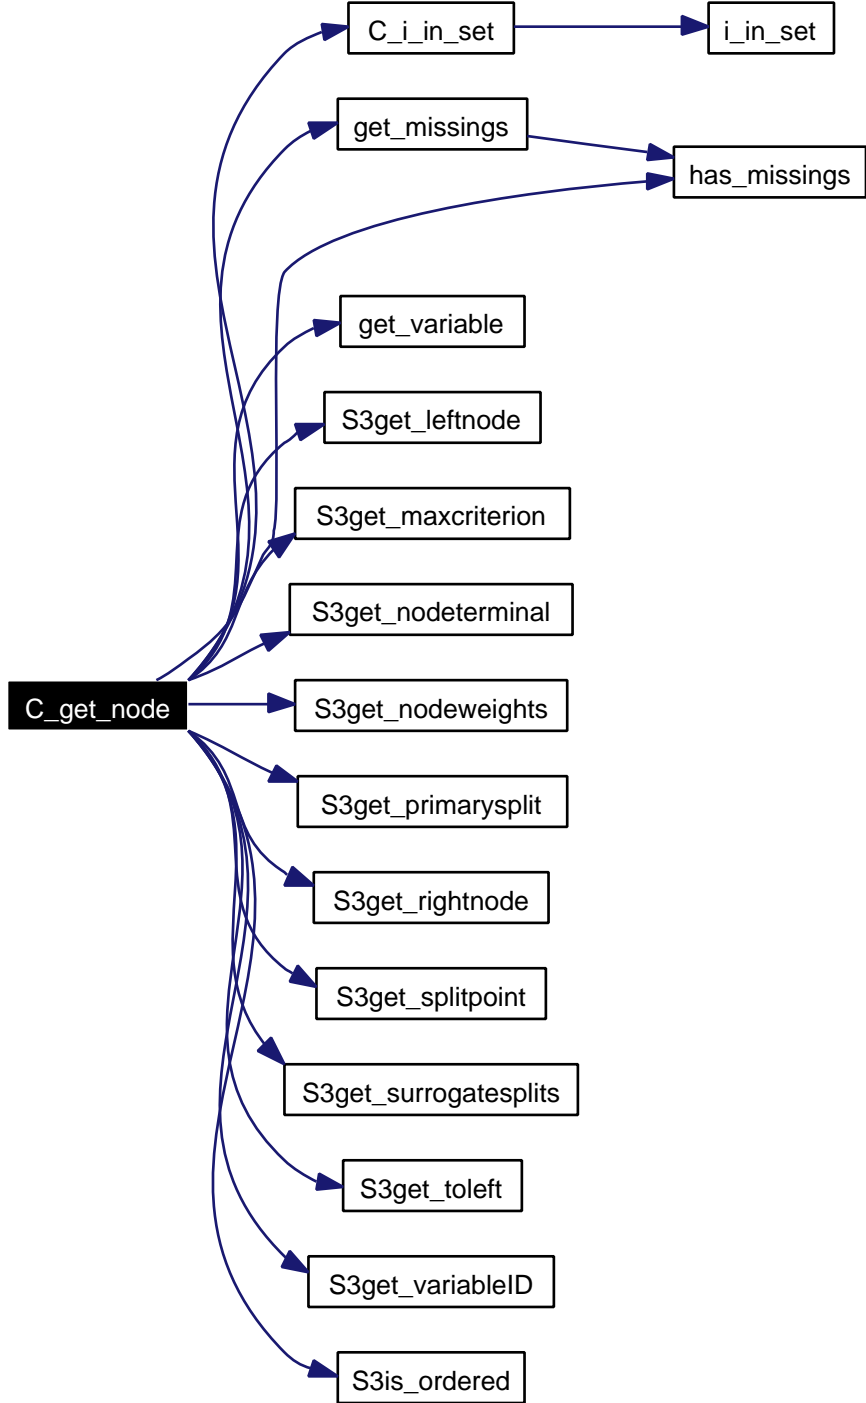 C_i_in_set
i_in_set
get_missings
has_missings
get_variable
S3get_leftnode
S3get_maxcriterion
S3get_nodeterminal
C_get_node
S3get_nodeweights
S3get_primarysplit
S3get_rightnode
S3get_splitpoint
S3get_surrogatesplits
S3get_toleft
S3get_variableID
S3is_ordered